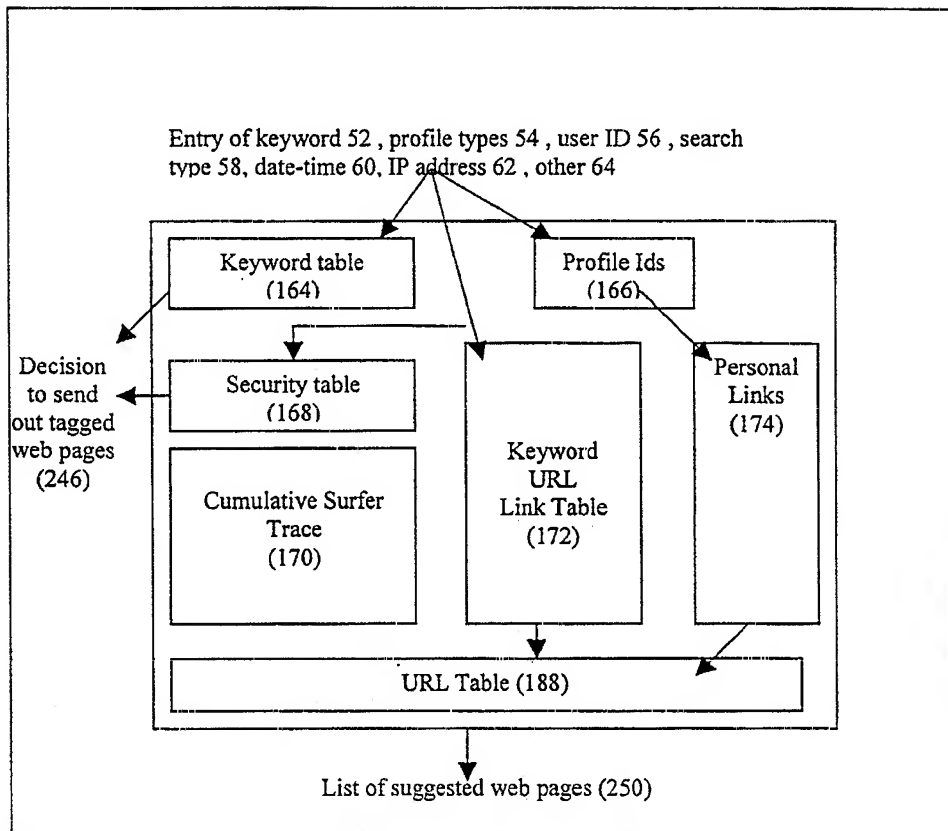 Entry of keyword 52 , profile types 54 , user ID 56 , search
type 58, date-time 60, IP address 62 , other 64
Keyword table
(164)
Profile Ids
(166)
Decision
to send
out tagged
web pages
(246)
Security table
(168)
Personal
Links
(174)
Keyword
URL
Link Table
(172)
Cumulative Surfer
Trace
(170)
URL Table (188)
List of suggested web pages (250)